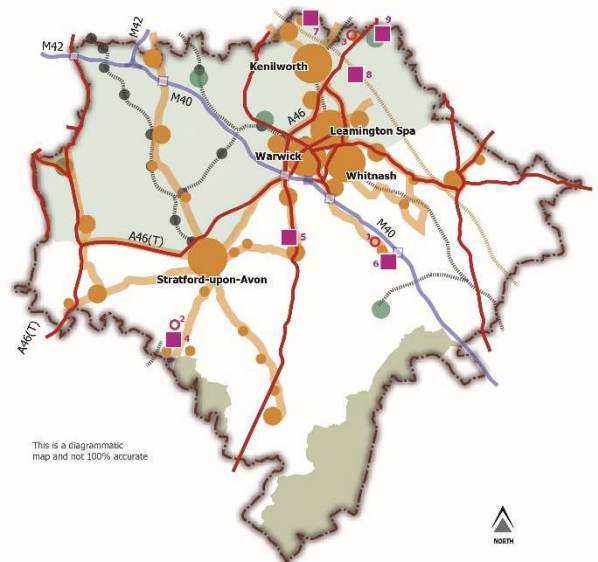 M42
M42
7
3
9
Kenilworth
8
M40
A46
Leamington Spa
Warwick
Whitnash
A46(T)
5
1
M40
6
Stratford-upon-Avon
A46(T)
2
4
This is a diagrammatic
map and not 100% accurate
NORTH